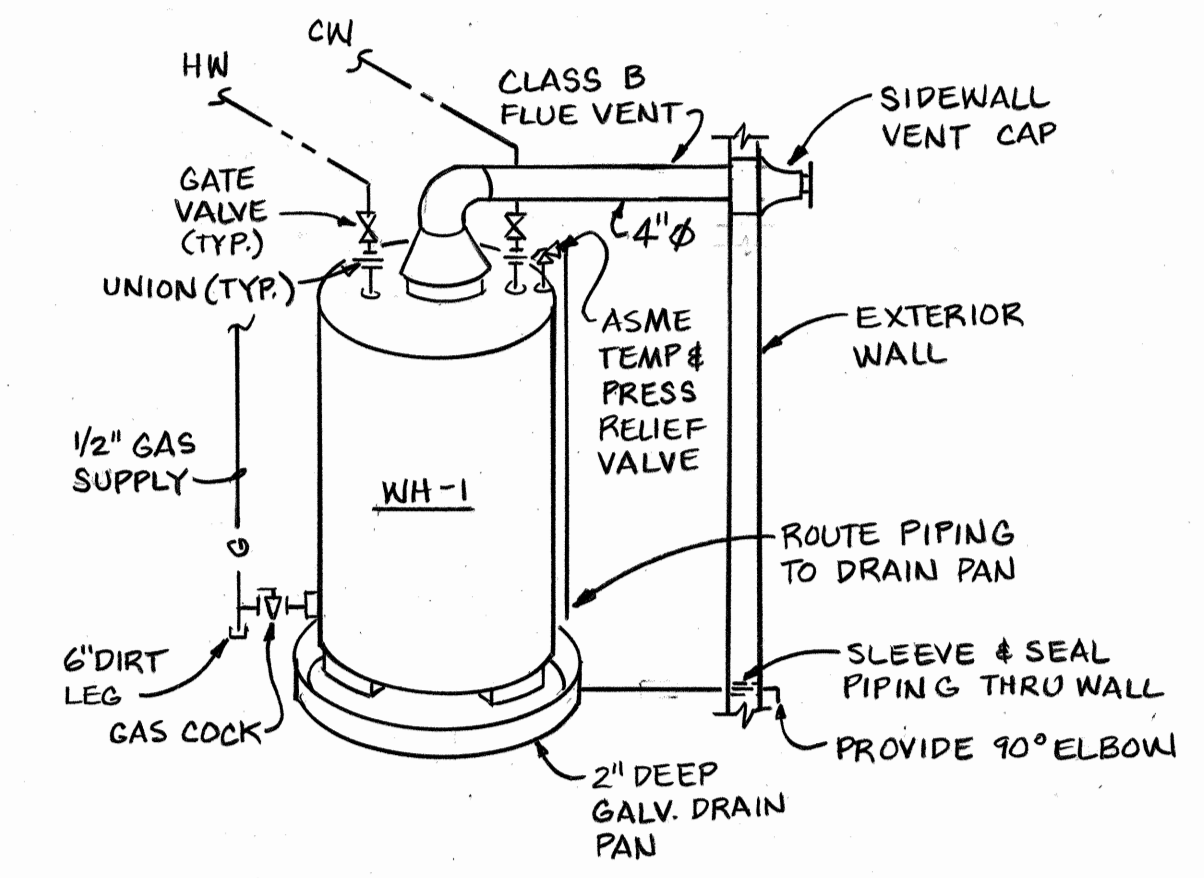 CW
HW
CLASS B
FLUE VENT
SIDEWALL
VENT CAP
GATE
VALVE
(TYP.)
4"Ø
UNION (TYP.)
ASME
TEMP &
PRESS
RELIEF
VALVE
EXTERIOR
WALL
1/2" GAS
SUPPLY
WH-1
G
ROUTE PIPING
TO DRAIN PAN
6" DIRT
LEG
GAS COCK
SLEEVE & SEAL
PIPING THRU WALL
PROVIDE 90° ELBOW
2" DEEP
GALV. DRAIN
PAN